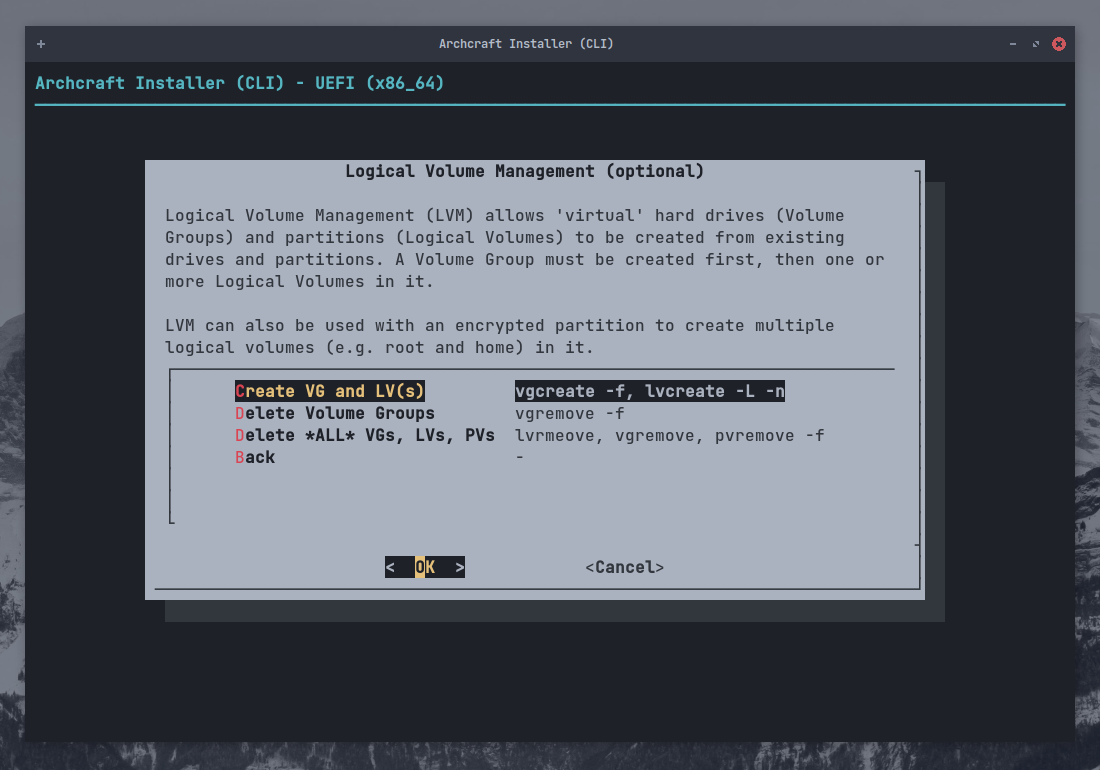 Archcraft Installer (CLI)
Archcraft Installer (CLI) - UEFI (x86_64)
Logical Volume Management (optional)
Logical Volume Management (LVM) allows 'virtual' hard drives (Volume
Groups) and partitions (Logical Volumes) to be created from existing
drives and partitions. A Volume Group must be created first, then one or
more Logical Volumes in it.
LVM can also be used with an encrypted partition to create multiple
logical volumes (e.g. root and home) in it.
Create VG and LV(s) vgcreate -f, lvcreate -L -n
Delete Volume Groups vgremove -f
Delete *ALL* VGs, LVs, PVs lvrmeove, vgremove, pvremove -f
Back -
< OK > <Cancel>